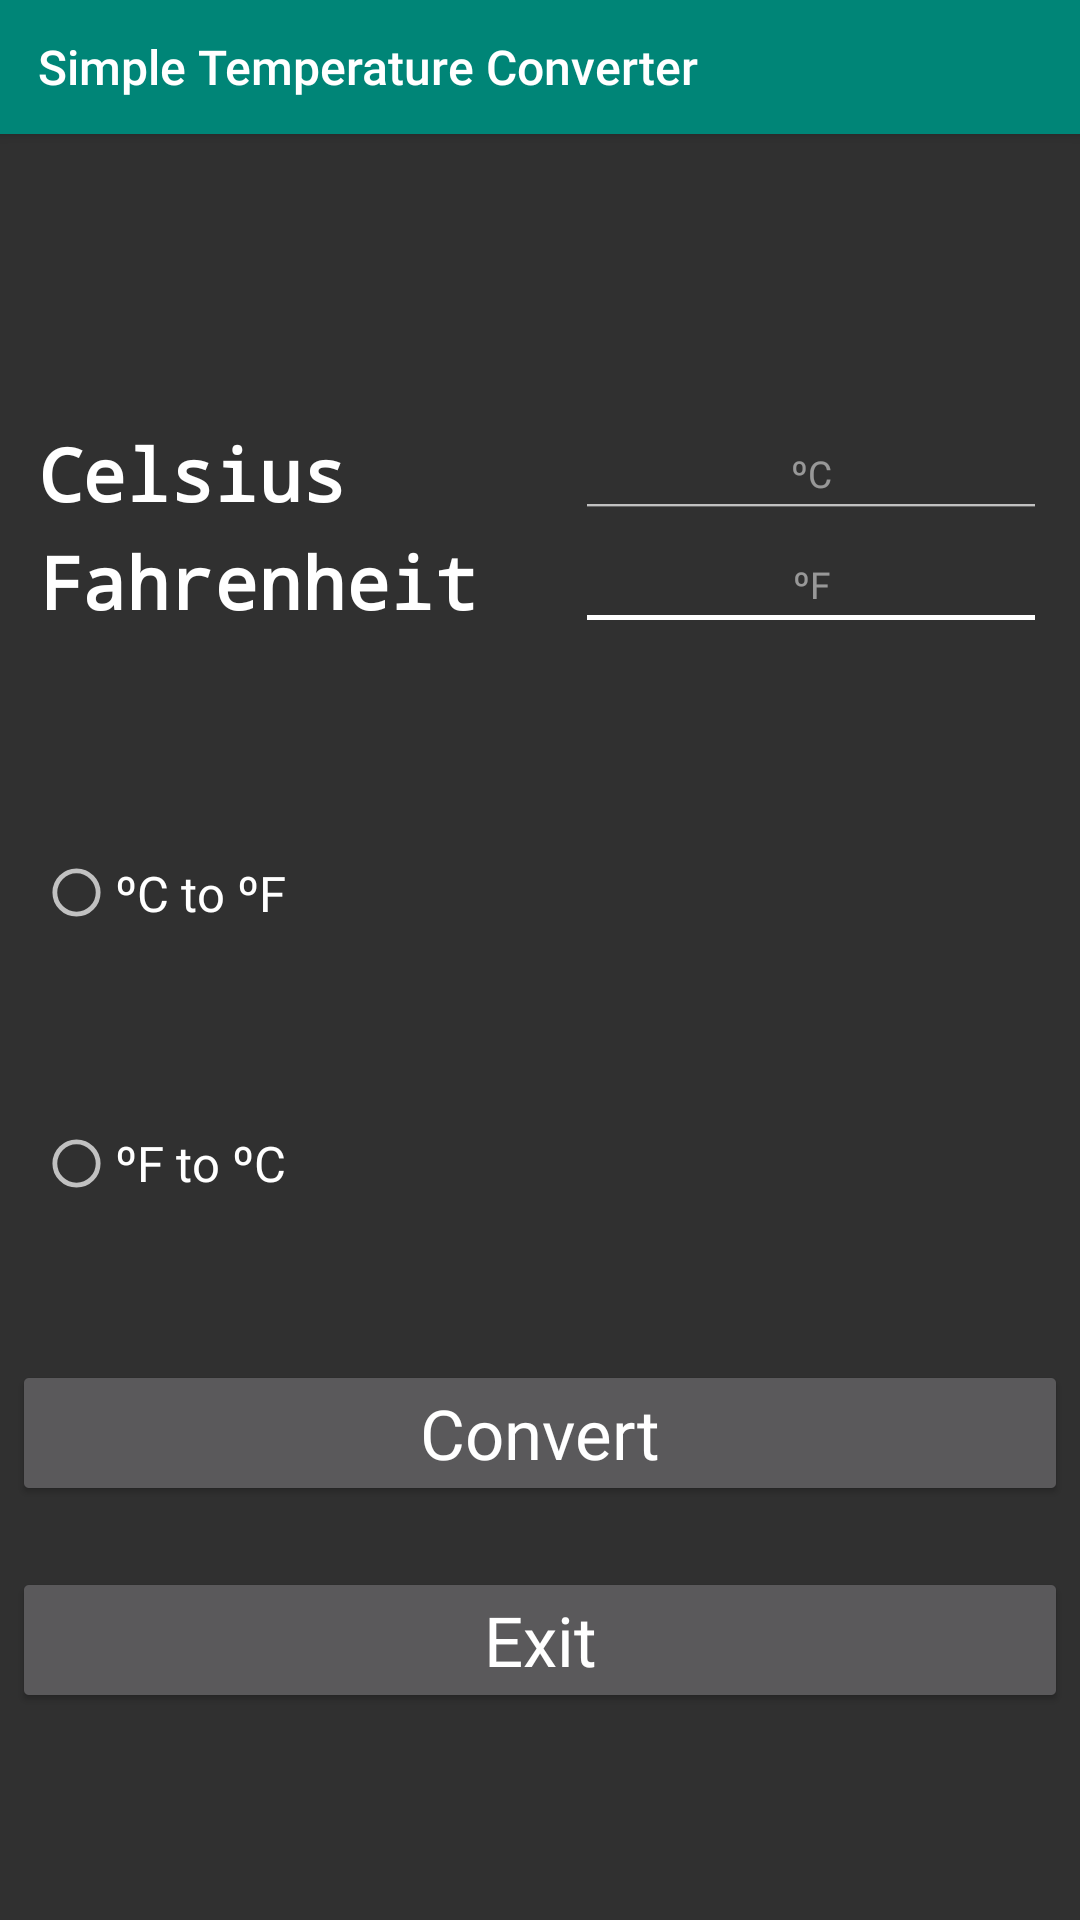 Simple Temperature Converter
Celsius
ºC
Fahrenheit
ºF
ºC to ºF
ºF to ºC
Convert
Exit